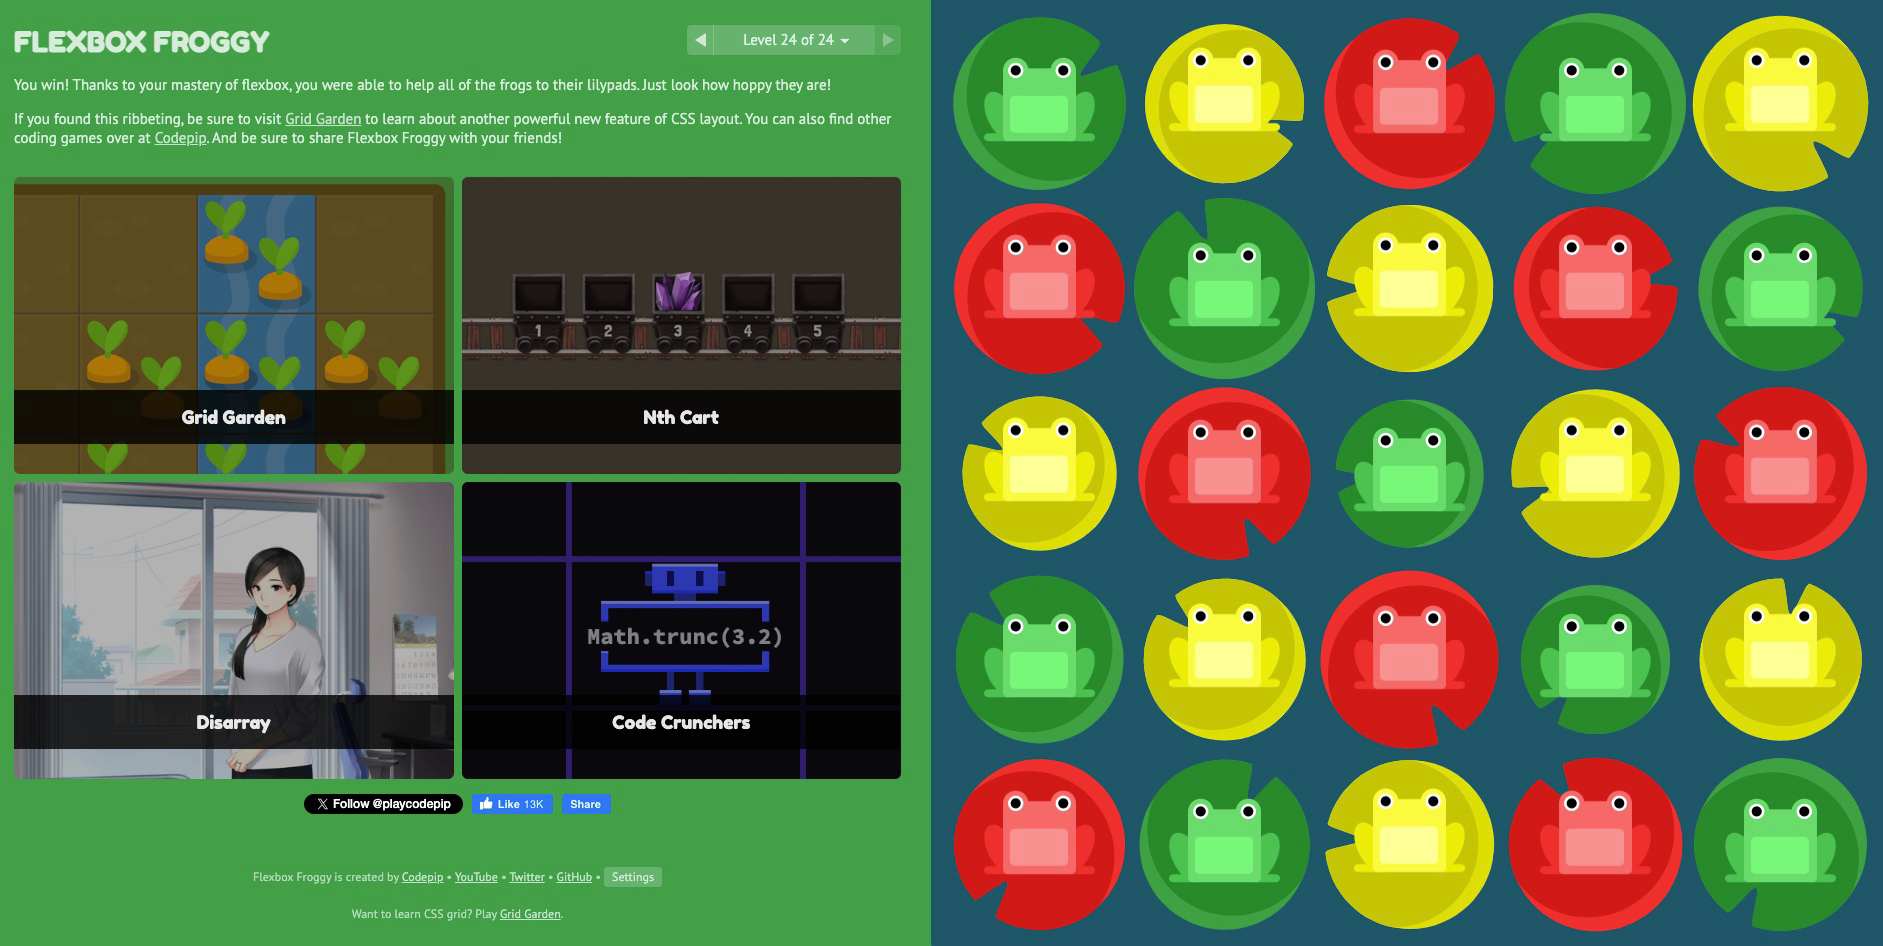 FLEXBOX FROGGY
Level 24 of 24
You win! Thanks to your mastery of flexbox, you were able to help all of the frogs to their lilypads. Just look how hoppy they are!
If you found this ribbeting, be sure to visit Grid Garden to learn about another powerful new feature of CSS layout. You can also find other
coding games over at Codepip. And be sure to share Flexbox Froggy with your friends!
1 2 3 4 5
Grid Garden
Nth Cart
Math.trunc(3.2)
Disarray
Code Crunchers
Follow @playcodepip
Like 13K
Share
Flexbox Froggy is created by Codepip • YouTube • Twitter • GitHub • Settings
Want to learn CSS grid? Play Grid Garden.